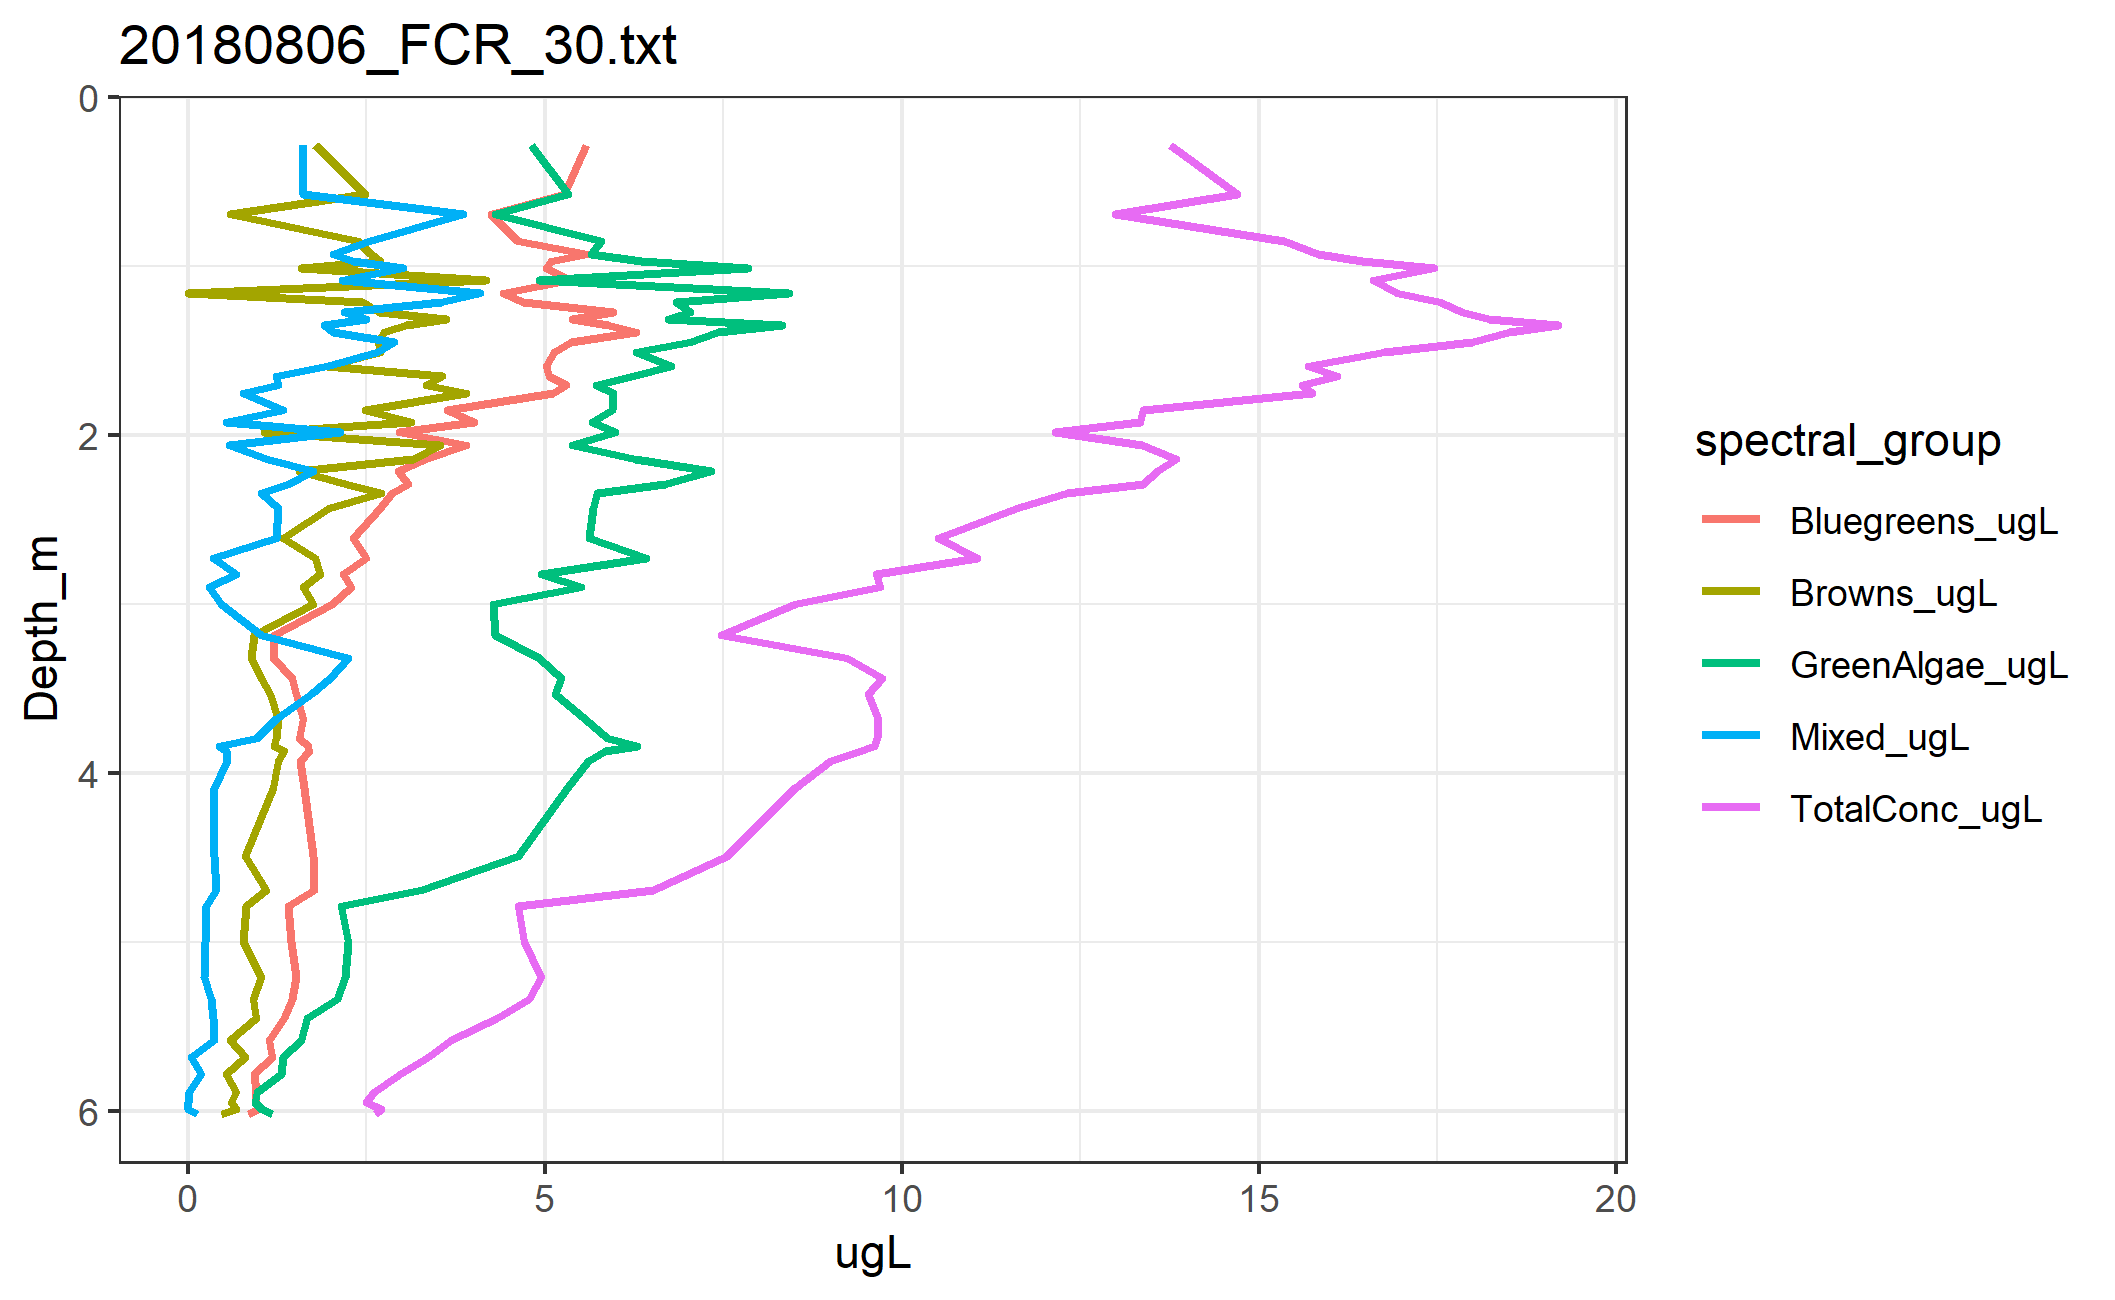 20180806_FCR_30.txt
0
2
4
6
Depth_m
0 5 10 15 20
ugL
spectral_group
Bluegreens_ugL
Browns_ugL
GreenAlgae_ugL
Mixed_ugL
TotalConc_ugL